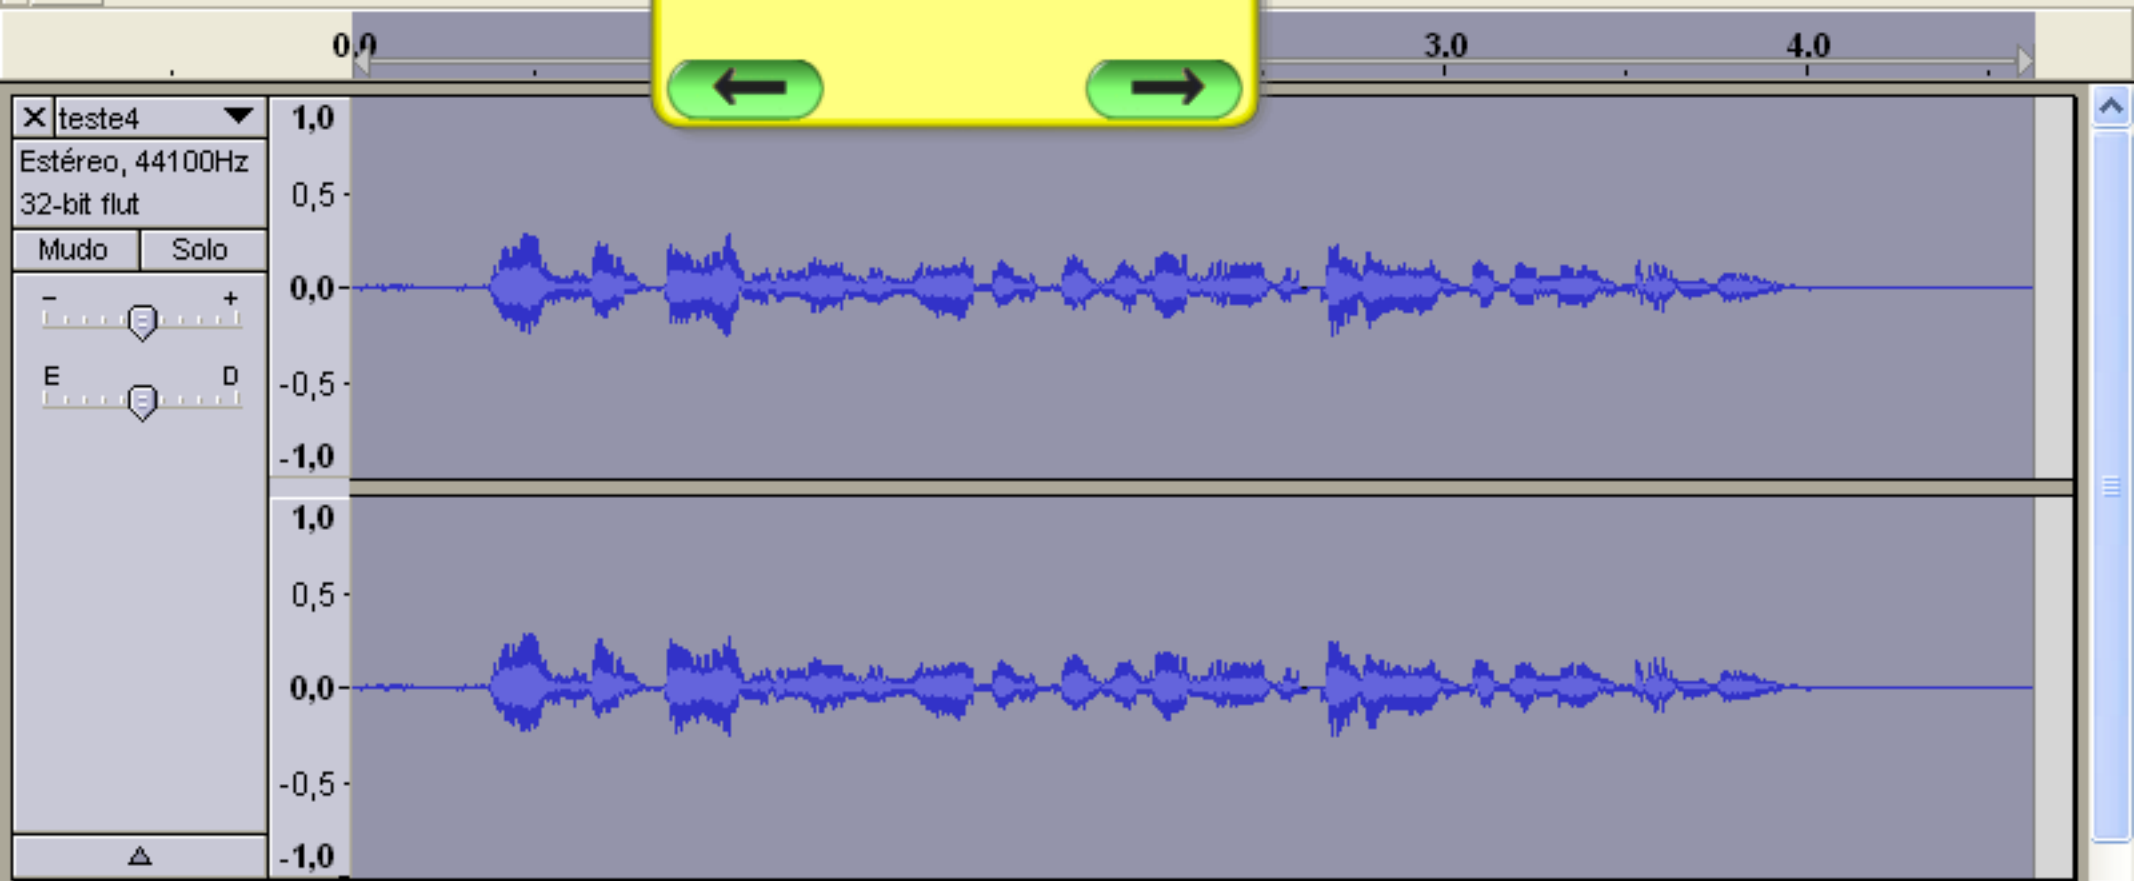 0.0 3.0 4.0
X teste4
Estéreo, 44100Hz
32-bit flut
Mudo Solo
- +
E D
1,0
0,5
0,0
-0,5
-1,0
1,0
0,5
0,0
-0,5
-1,0